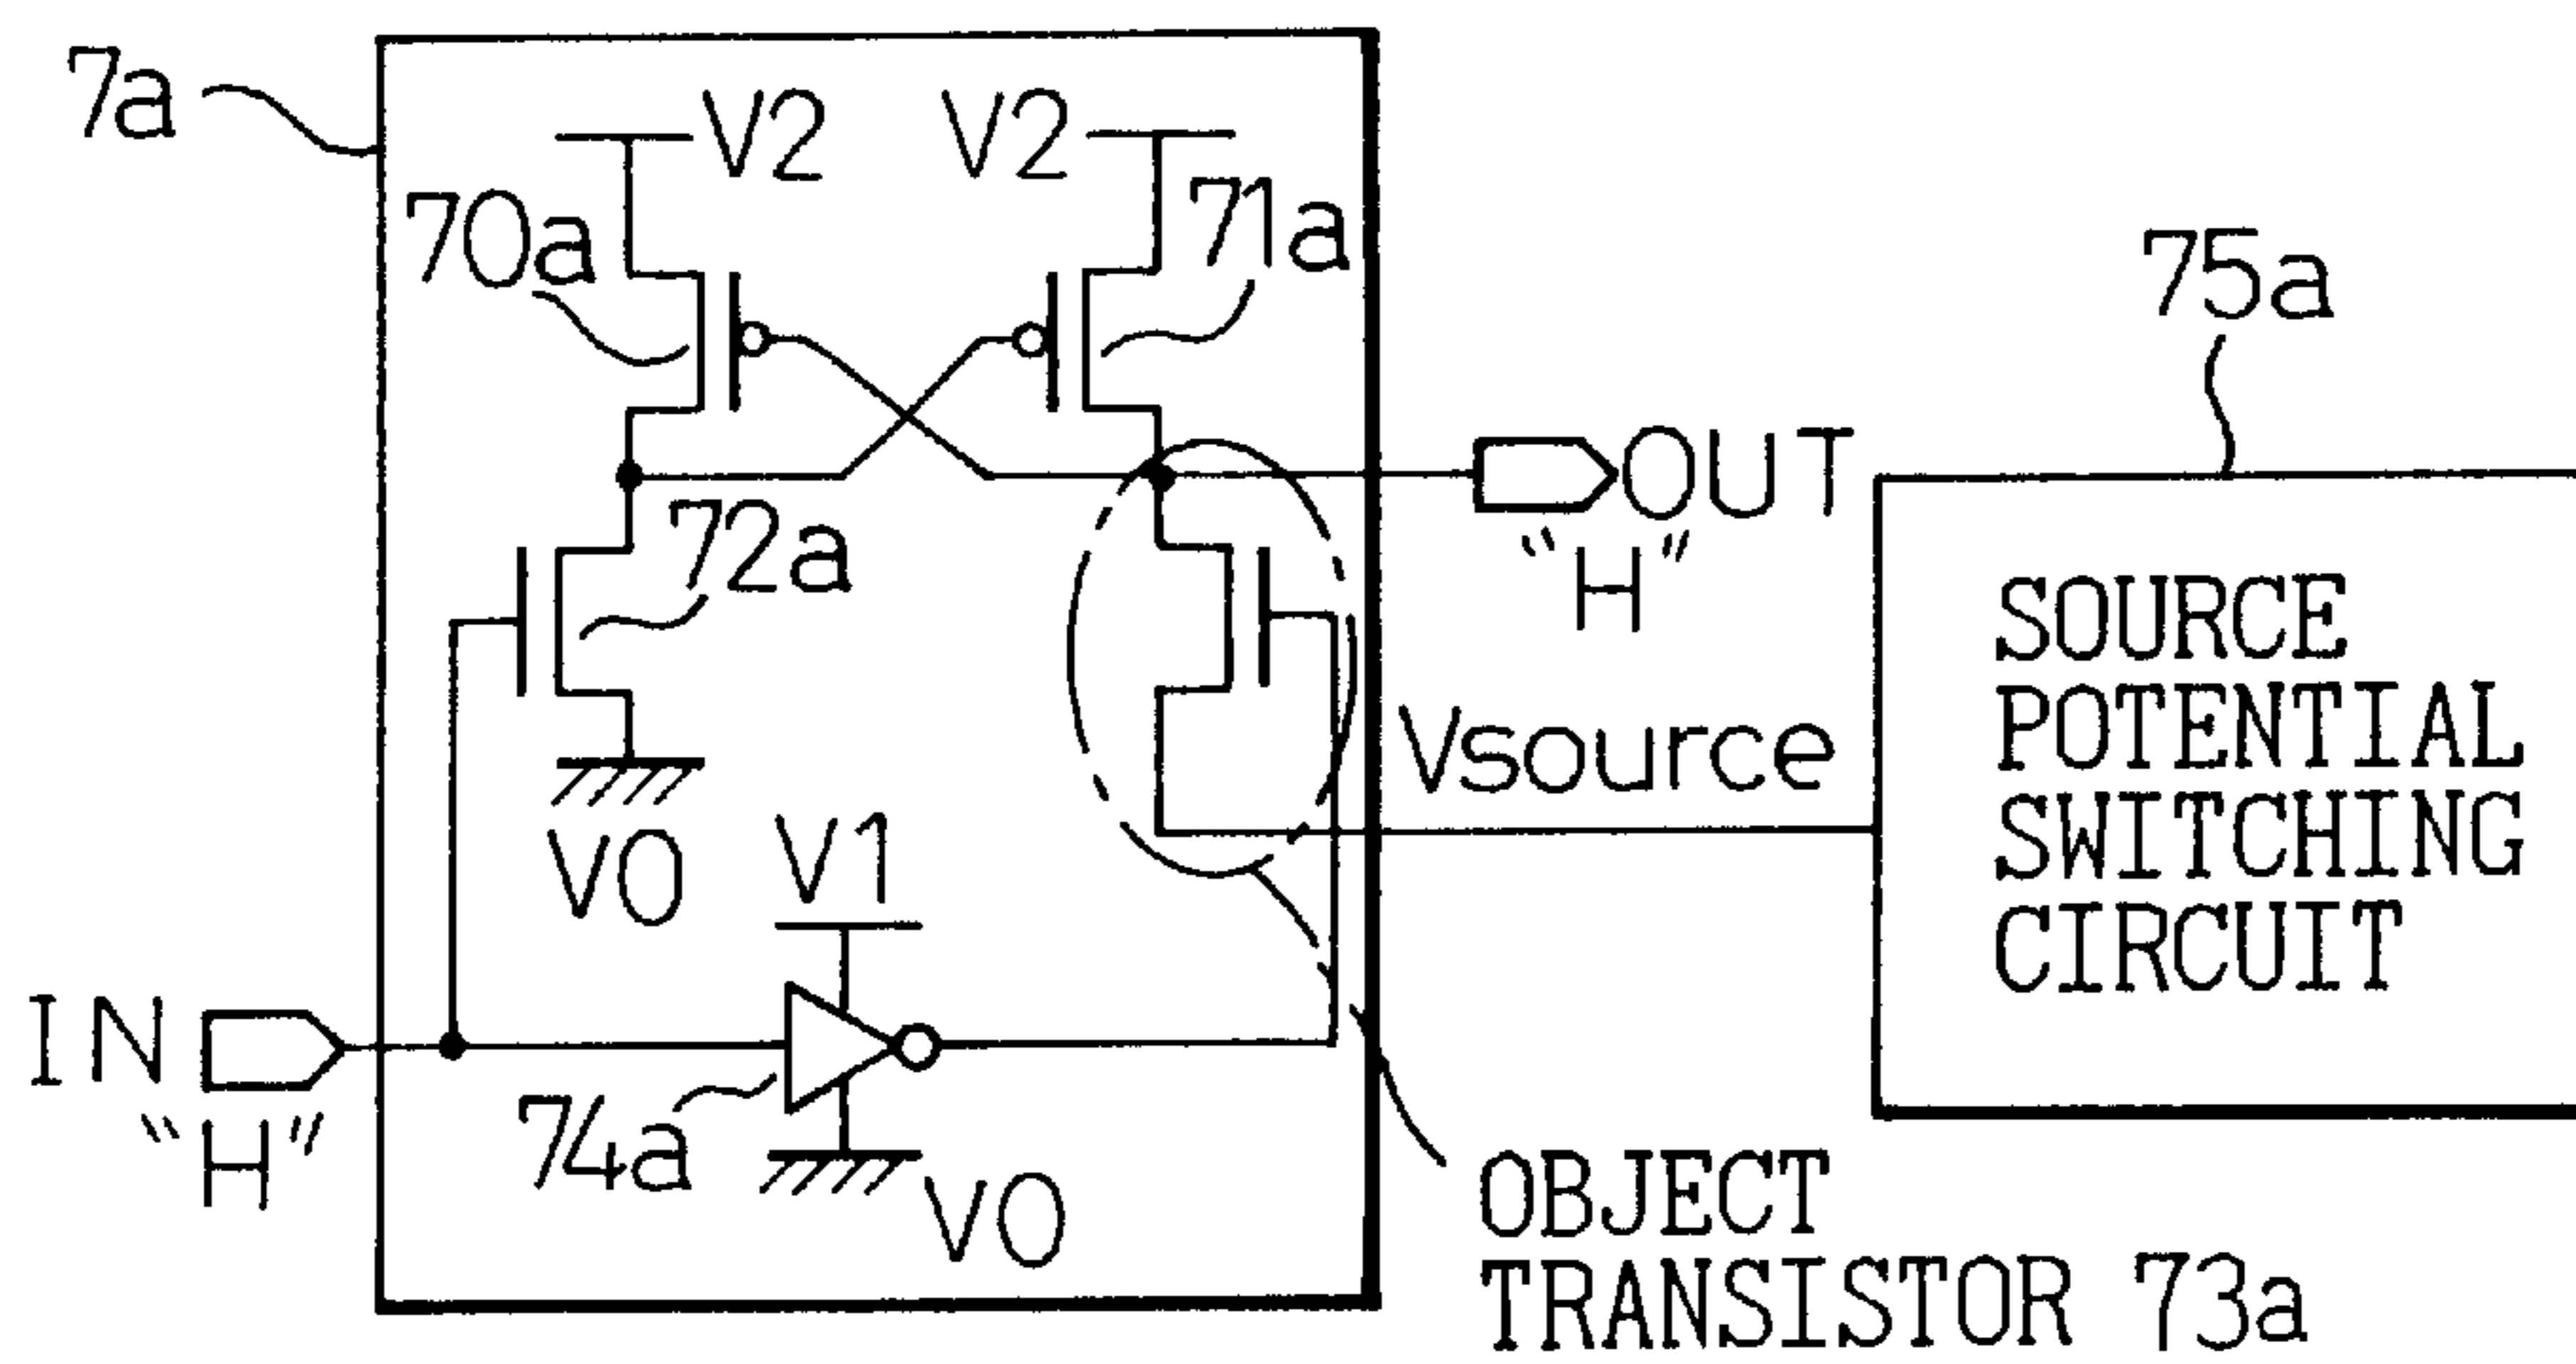 7a
V2
V2
70a
71a
75a
OUT
"H"
72a
SOURCE
POTENTIAL
SWITCHING
CIRCUIT
Vsource
V0
V1
IN
"H"
74a
V0
OBJECT
TRANSISTOR 73a